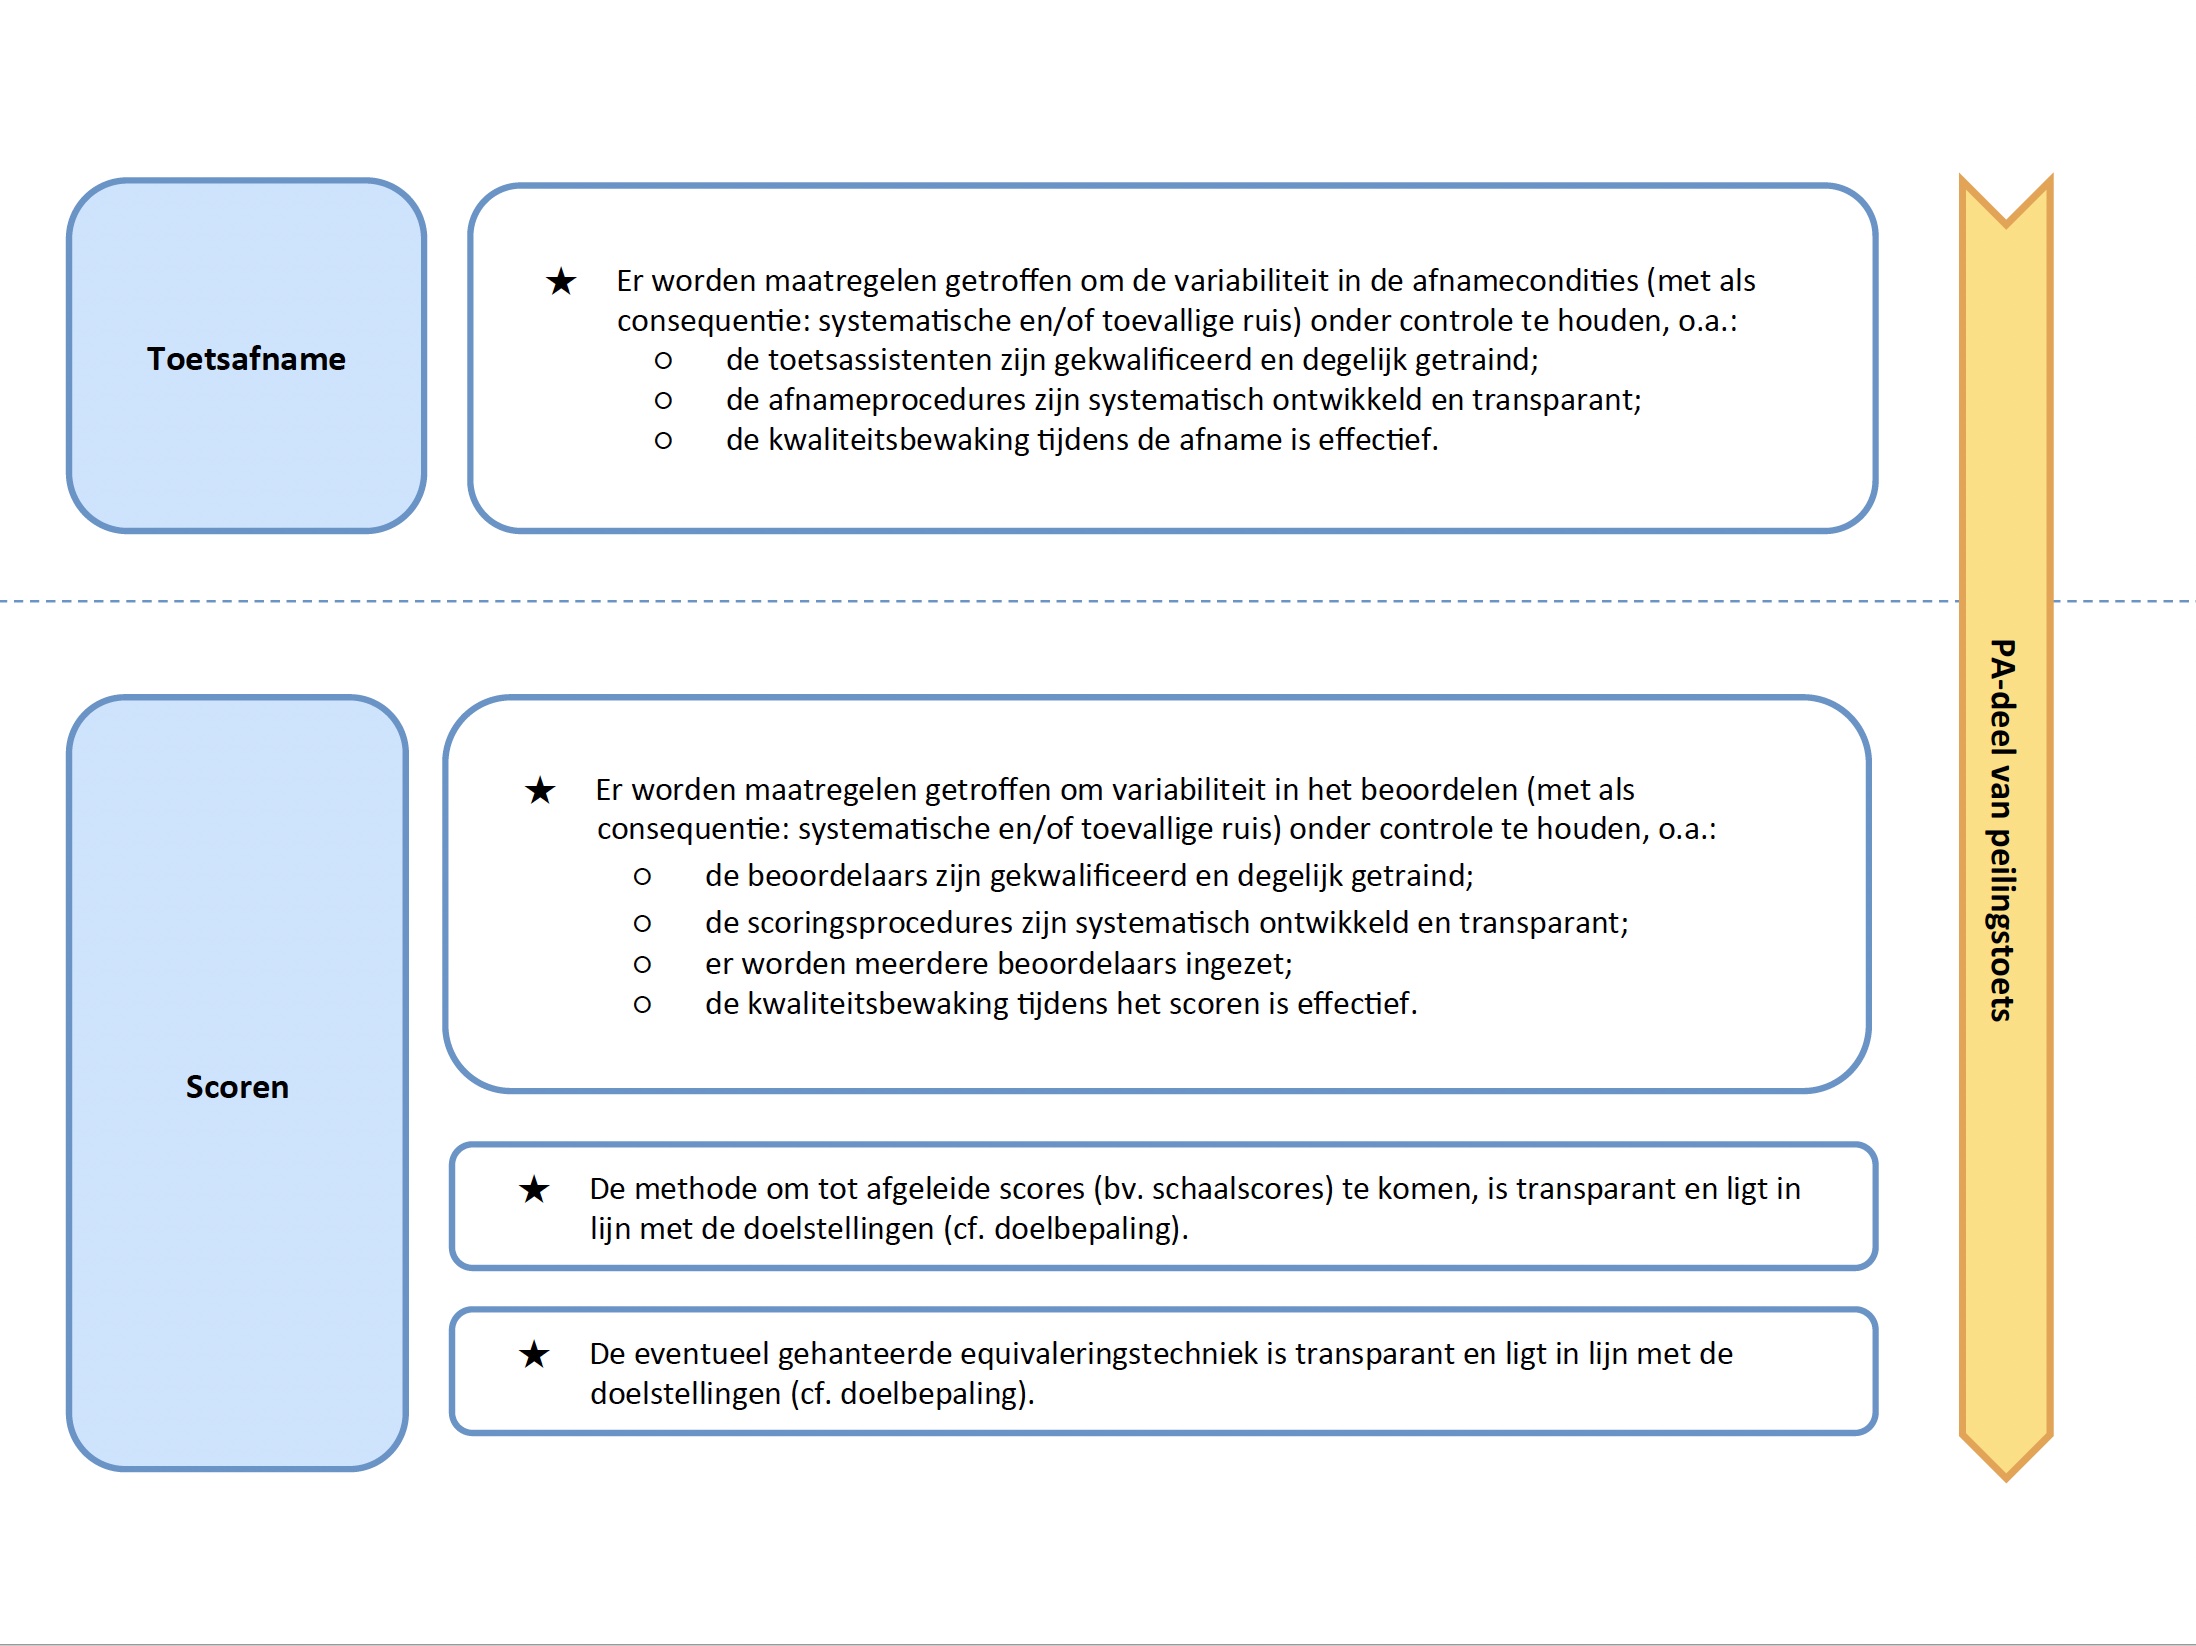 Toetsafname
★ Er worden maatregelen getroffen om de variabiliteit in de afnamecondities (met als
consequentie: systematische en/of toevallige ruis) onder controle te houden, o.a.:
○ de toetsassistenten zijn gekwalificeerd en degelijk getraind;
○ de afnameprocedures zijn systematisch ontwikkeld en transparant;
○ de kwaliteitsbewaking tijdens de afname is effectief.
Scoren
★ Er worden maatregelen getroffen om variabiliteit in het beoordelen (met als
consequentie: systematische en/of toevallige ruis) onder controle te houden, o.a.:
○ de beoordelaars zijn gekwalificeerd en degelijk getraind;
○ de scoringsprocedures zijn systematisch ontwikkeld en transparant;
○ er worden meerdere beoordelaars ingezet;
○ de kwaliteitsbewaking tijdens het scoren is effectief.
★ De methode om tot afgeleide scores (bv. schaalscores) te komen, is transparant en ligt in
lijn met de doelstellingen (cf. doelbepaling).
★ De eventueel gehanteerde equivaleringstechniek is transparant en ligt in lijn met de
doelstellingen (cf. doelbepaling).
PA-deel van peilingstoets